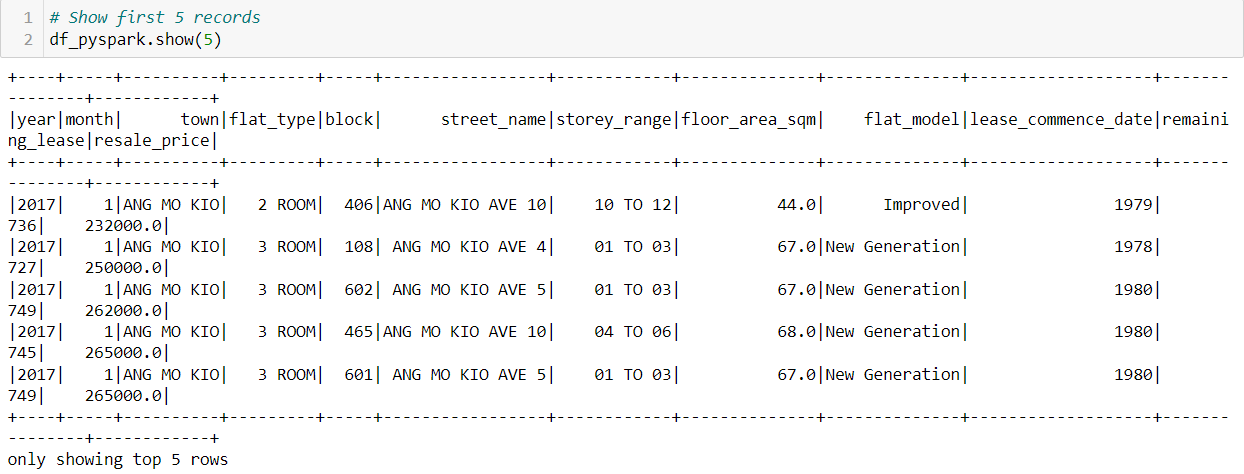 1 # Show first 5 records
2 df_pyspark.show(5)
+----+-----+----------+---------+-----+-----------------+------------+--------------+--------------+-------------------+-------
--------+------------+
|year|month|      town|flat_type|block|      street_name|storey_range|floor_area_sqm|    flat_model|lease_commence_date|remaini
ng_lease|resale_price|
+----+-----+----------+---------+-----+-----------------+------------+--------------+--------------+-------------------+-------
--------+------------+
|2017|    1|ANG MO KIO|   2 ROOM|  406|ANG MO KIO AVE 10|    10 TO 12|          44.0|      Improved|               1979|
736|    232000.0|
|2017|    1|ANG MO KIO|   3 ROOM|  108| ANG MO KIO AVE 4|    01 TO 03|          67.0|New Generation|               1978|
727|    250000.0|
|2017|    1|ANG MO KIO|   3 ROOM|  602| ANG MO KIO AVE 5|    01 TO 03|          67.0|New Generation|               1980|
749|    262000.0|
|2017|    1|ANG MO KIO|   3 ROOM|  465|ANG MO KIO AVE 10|    04 TO 06|          68.0|New Generation|               1980|
745|    265000.0|
|2017|    1|ANG MO KIO|   3 ROOM|  601| ANG MO KIO AVE 5|    01 TO 03|          67.0|New Generation|               1980|
749|    265000.0|
+----+-----+----------+---------+-----+-----------------+------------+--------------+--------------+-------------------+-------
--------+------------+
only showing top 5 rows